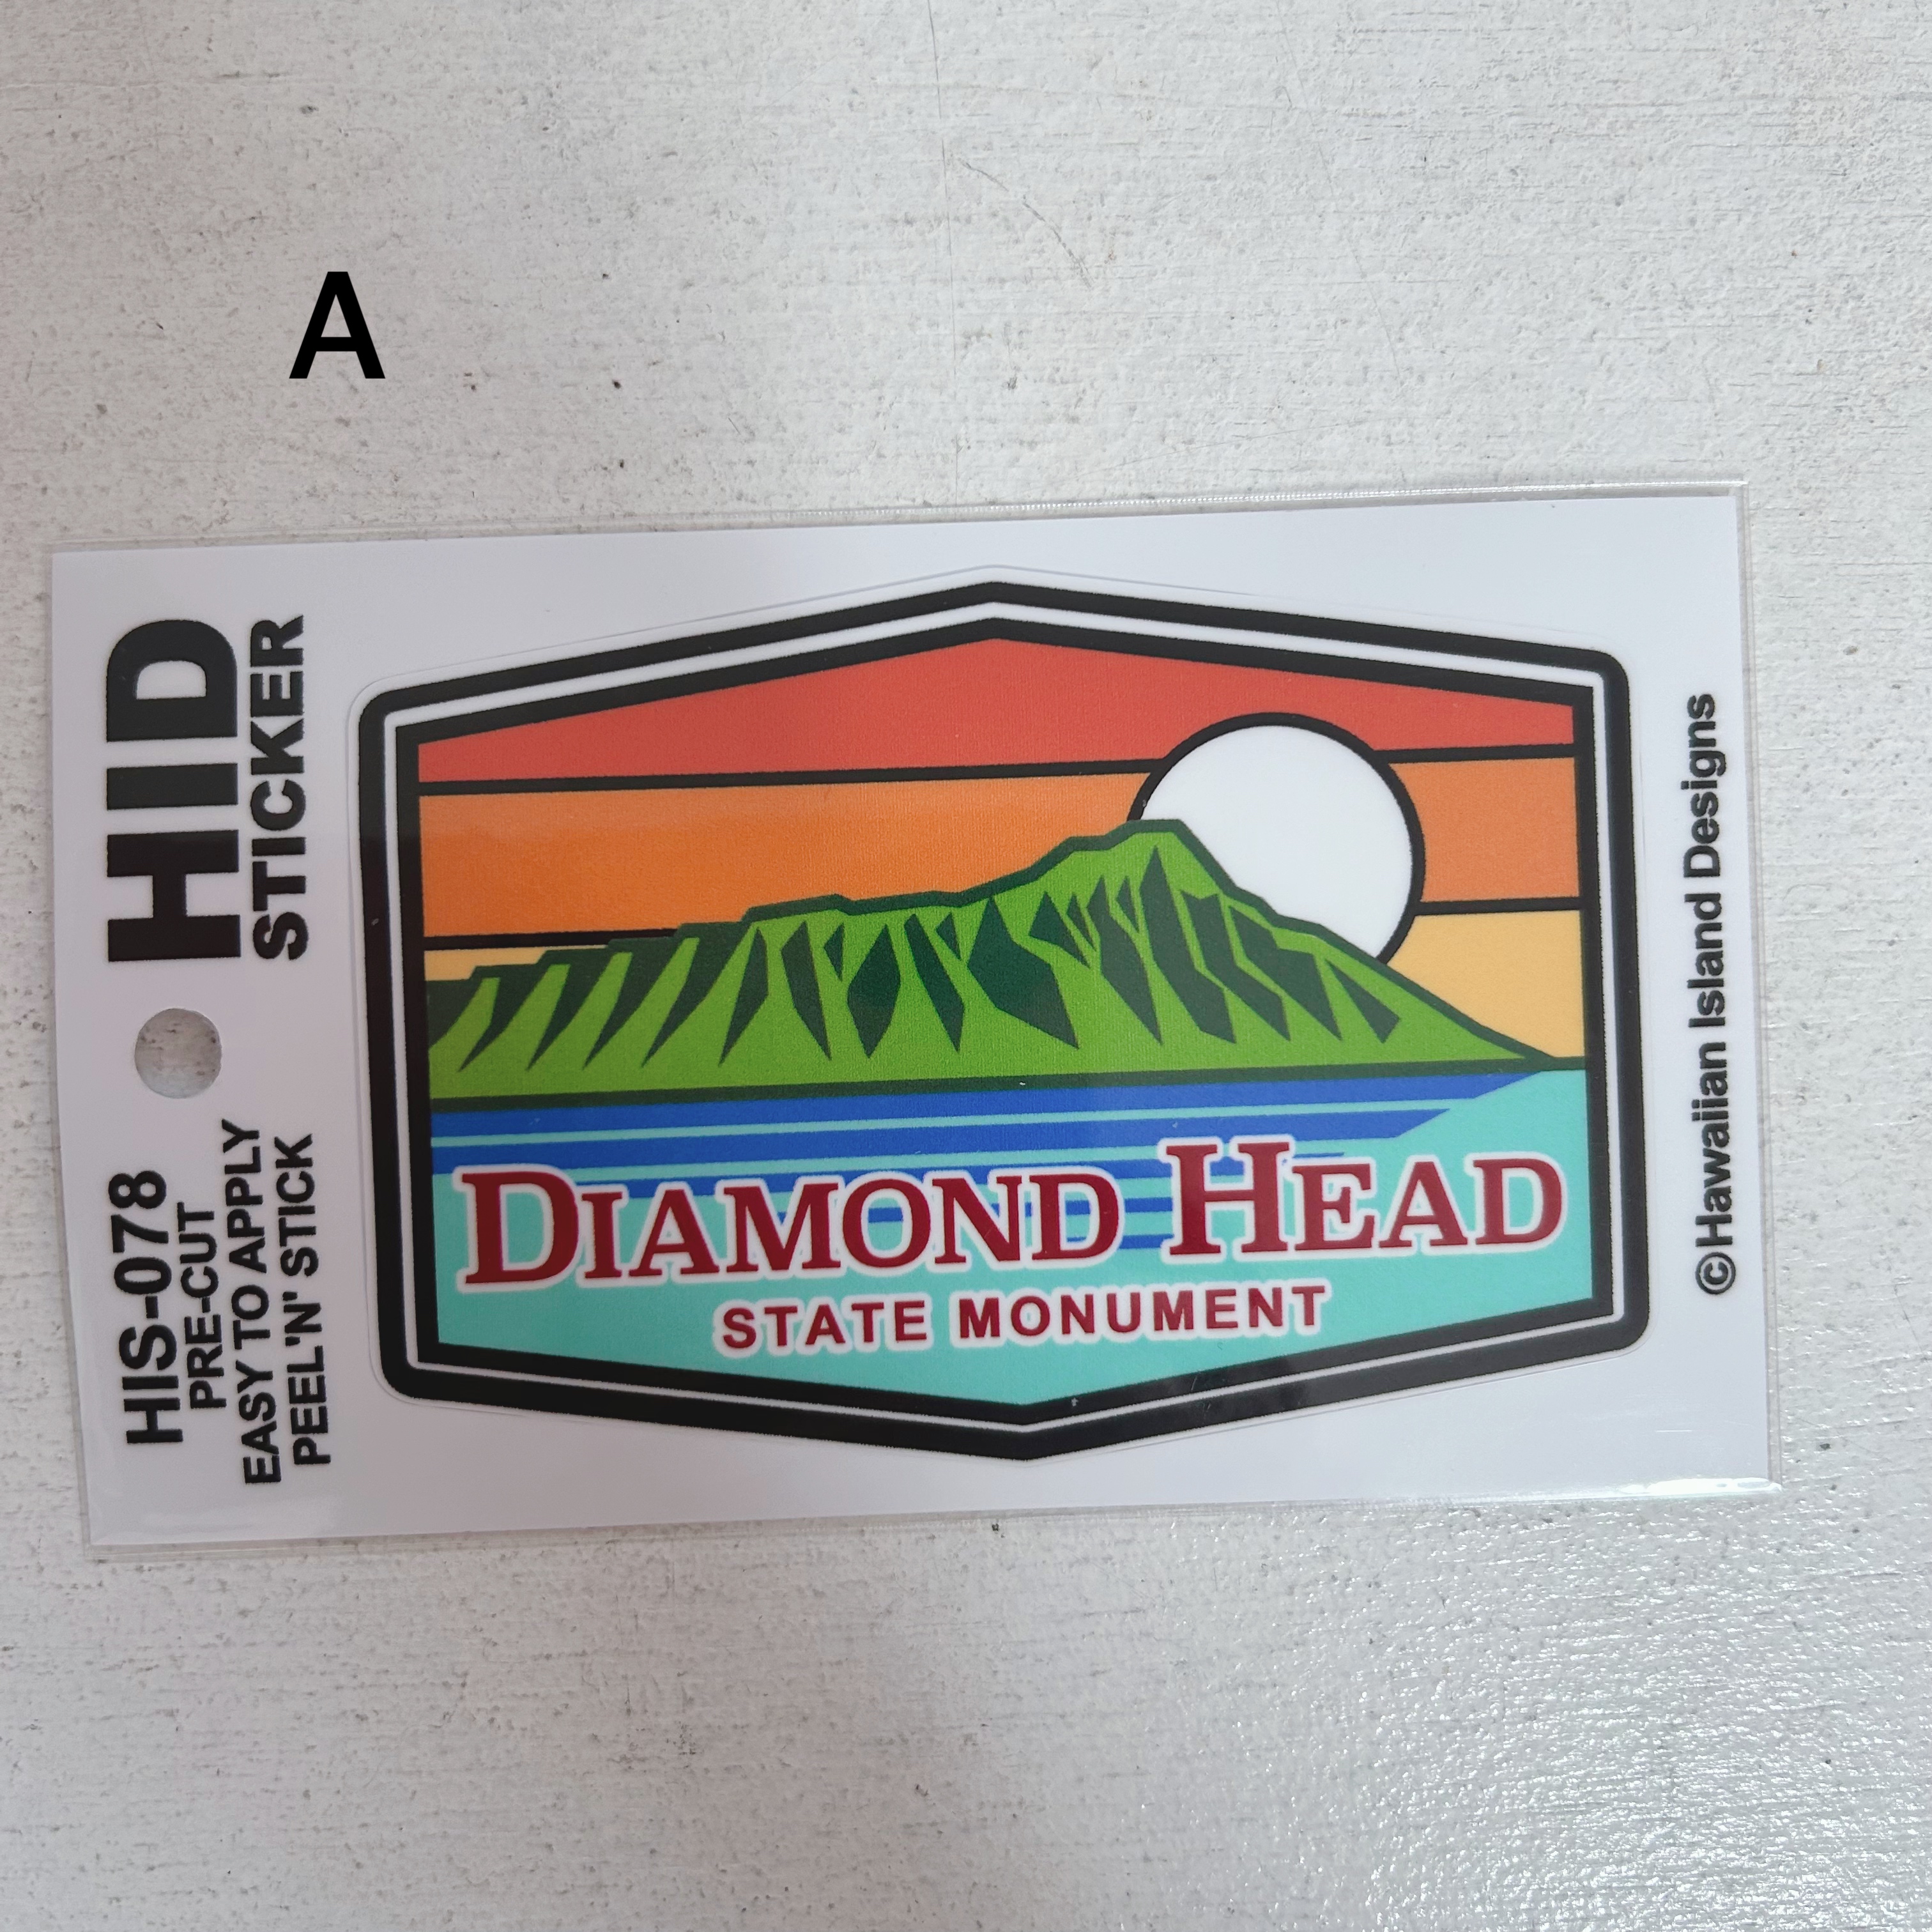 A
HID
STICKER
HIS-078
PRE-CUT
EASY TO APPLY
PEEL'N' STICK
DIAMOND HEAD
STATE MONUMENT
©Hawaiian Island Designs